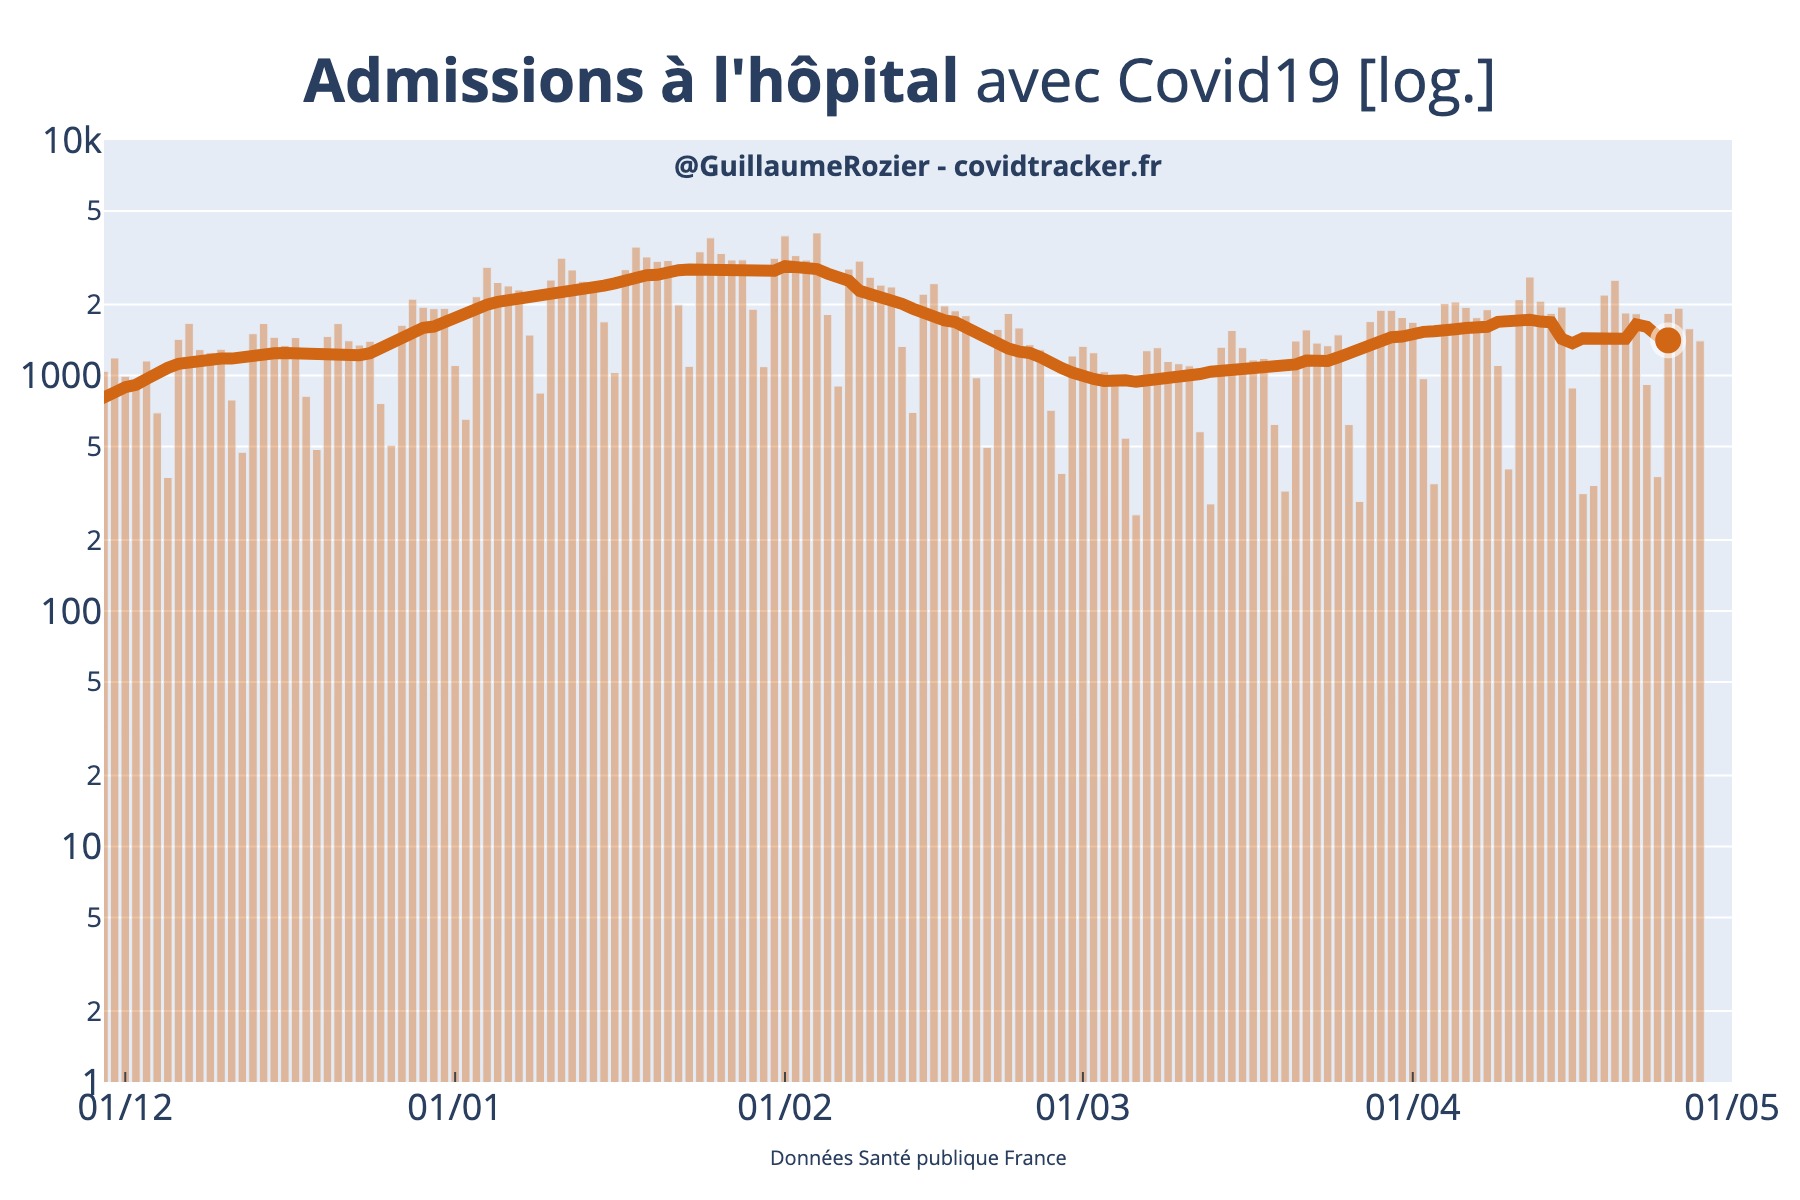 Admissions à l'hôpital avec Covid19 [log.]
@GuillaumeRozier - covidtracker.fr
10k
5
2
1000
5
2
100
5
2
10
5
2
1
01/12 01/01 01/02 01/03 01/04 01/05
Données Santé publique France